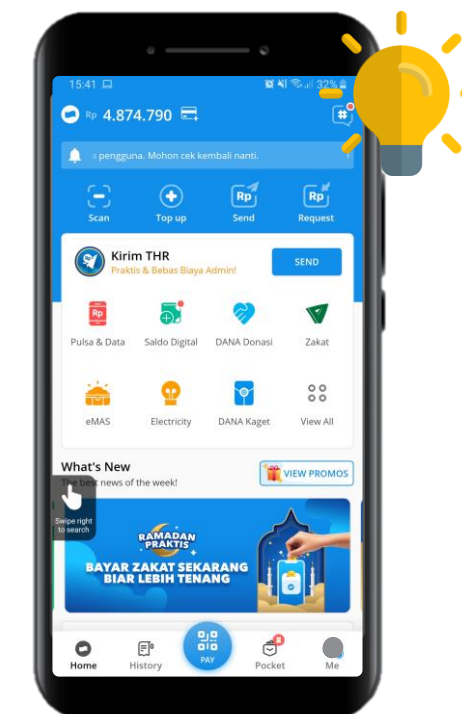 15:41
32%
Rp 4.874.790
pengguna. Mohon cek kembali nanti.
Scan
Top up
Rp
Send
Rp
Request
Kirim THR
Praktis & Bebas Biaya Admin!
SEND
Rp
Pulsa & Data
Saldo Digital
DANA Donasi
Zakat
eMAS
Electricity
DANA Kaget
View All
What's New
The best news of the week!
VIEW PROMOS
Swipe right
to search
RAMADAN
PRAKTIS
BAYAR ZAKAT SEKARANG
BIAR LEBIH TENANG
Home
History
PAY
Pocket
Me